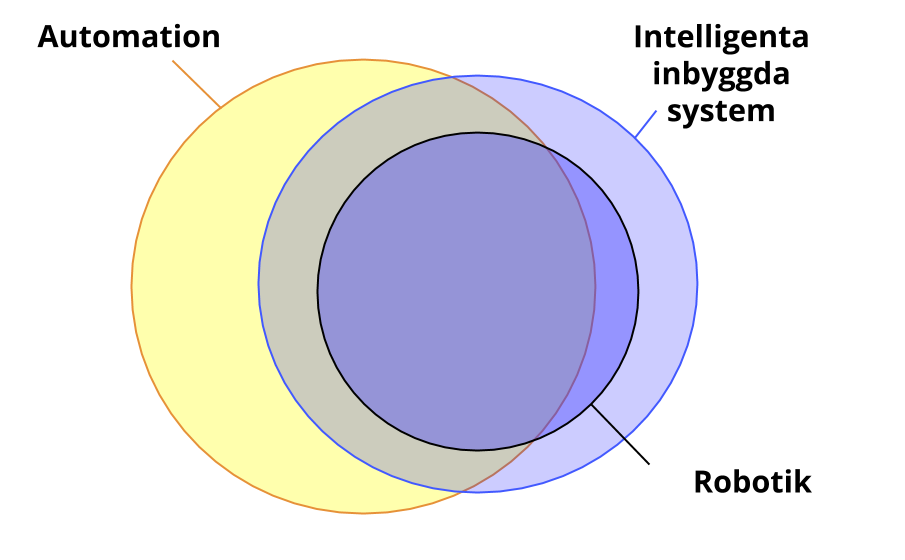 Automation
Intelligenta
inbyggda
system
Robotik